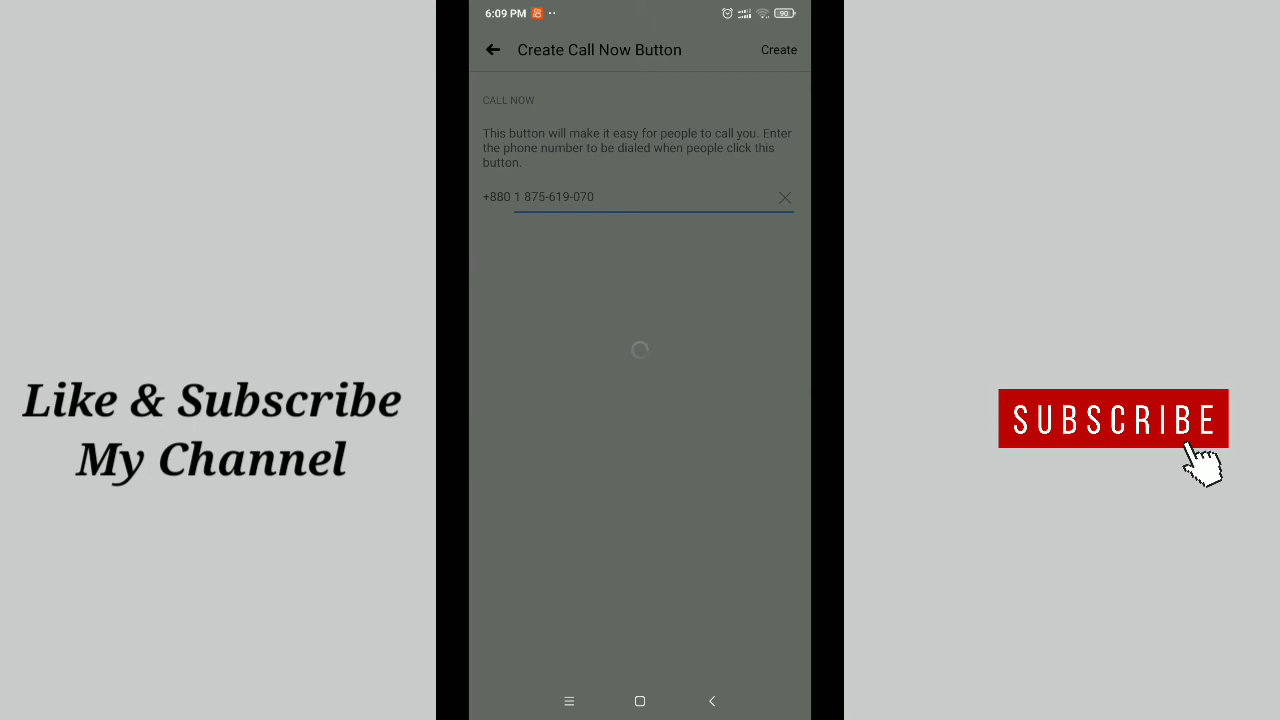 6:09 PM
90
Create Call Now Button
Create
CALL NOW
This button will make it easy for people to call you. Enter
the phone number to be dialed when people click this
button.
+880 1 875-619-070
Like & Subscribe
My Channel
SUBSCRIBE